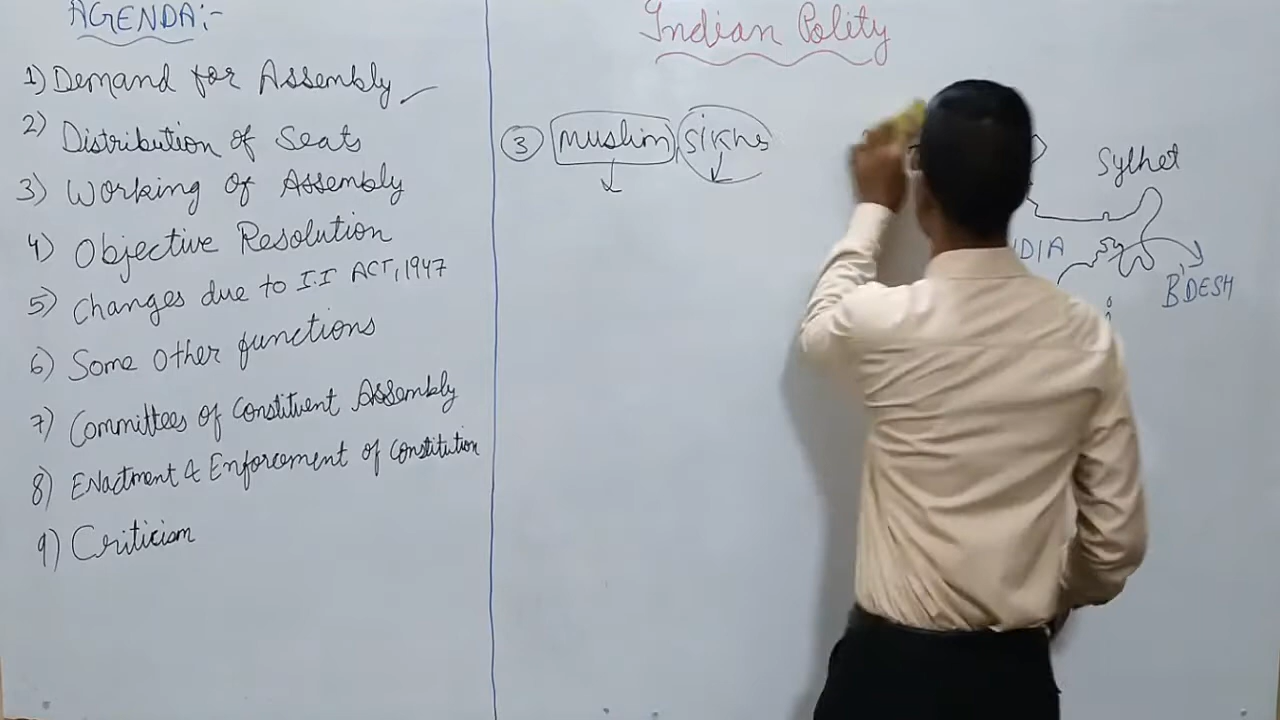 AGENDA:-
1) Demand for Assembly
2) Distribution of Seats
3) Working of Assembly
4) Objective Resolution
5) Changes due to I.I ACT, 1947
6) Some other functions
7) Committees of Constituent Assembly
8) Enactment & Enforcement of Constitution
9) Criticism
Indian Polity
3 Muslim Sikhs
Sylhet
B'DESH